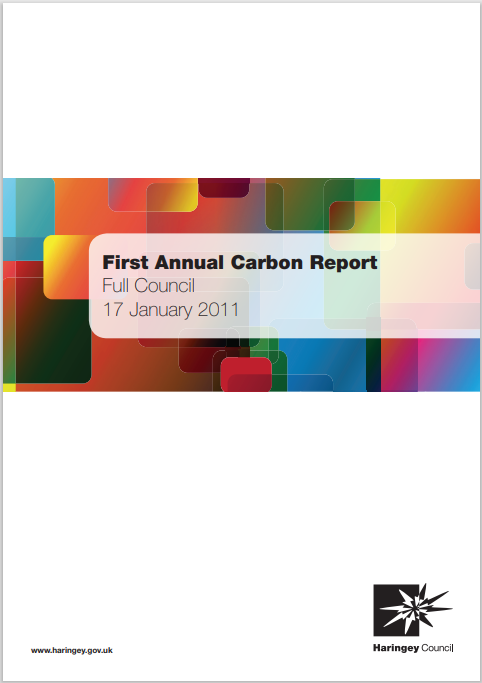 First Annual Carbon Report
Full Council
17 January 2011
www.haringey.gov.uk
Haringey Council